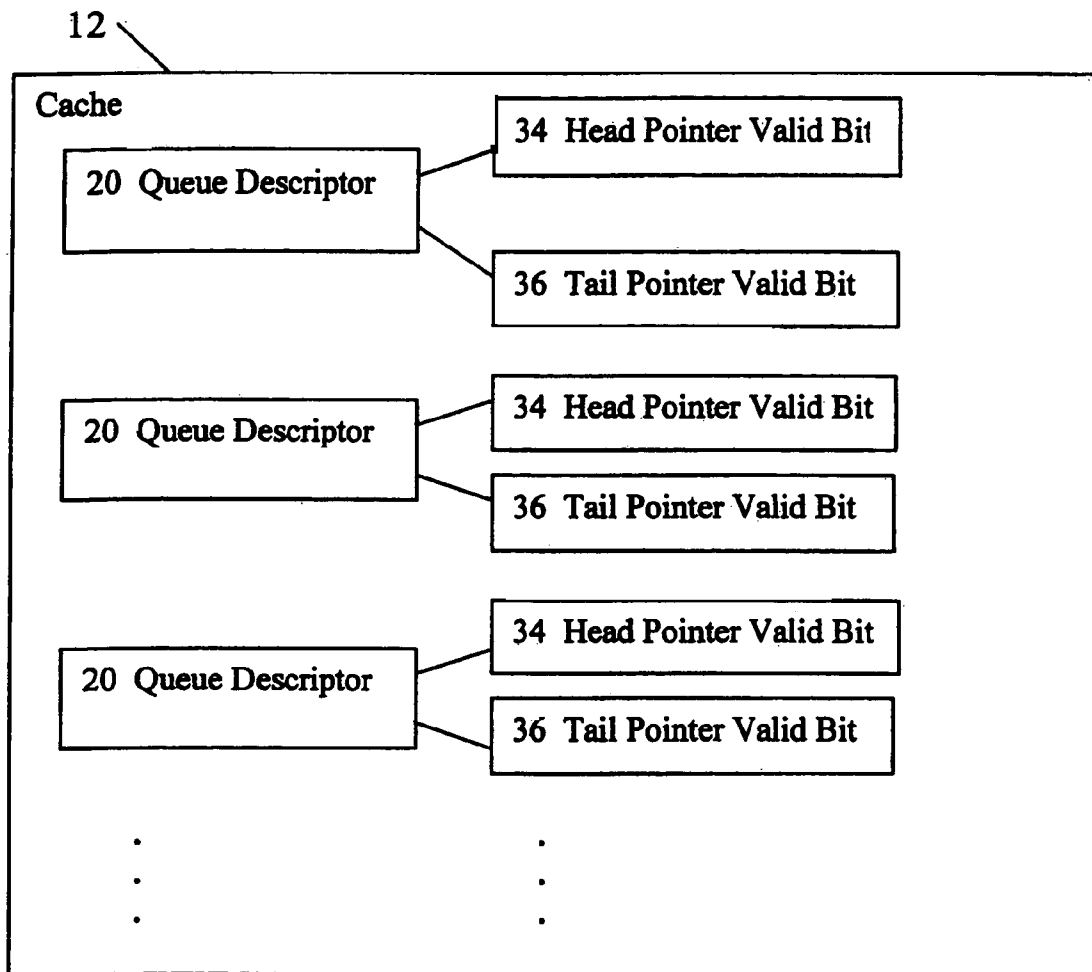 12
Cache
34 Head Pointer Valid Bit
20 Queue Descriptor
36 Tail Pointer Valid Bit
34 Head Pointer Valid Bit
20 Queue Descriptor
36 Tail Pointer Valid Bit
34 Head Pointer Valid Bit
20 Queue Descriptor
36 Tail Pointer Valid Bit